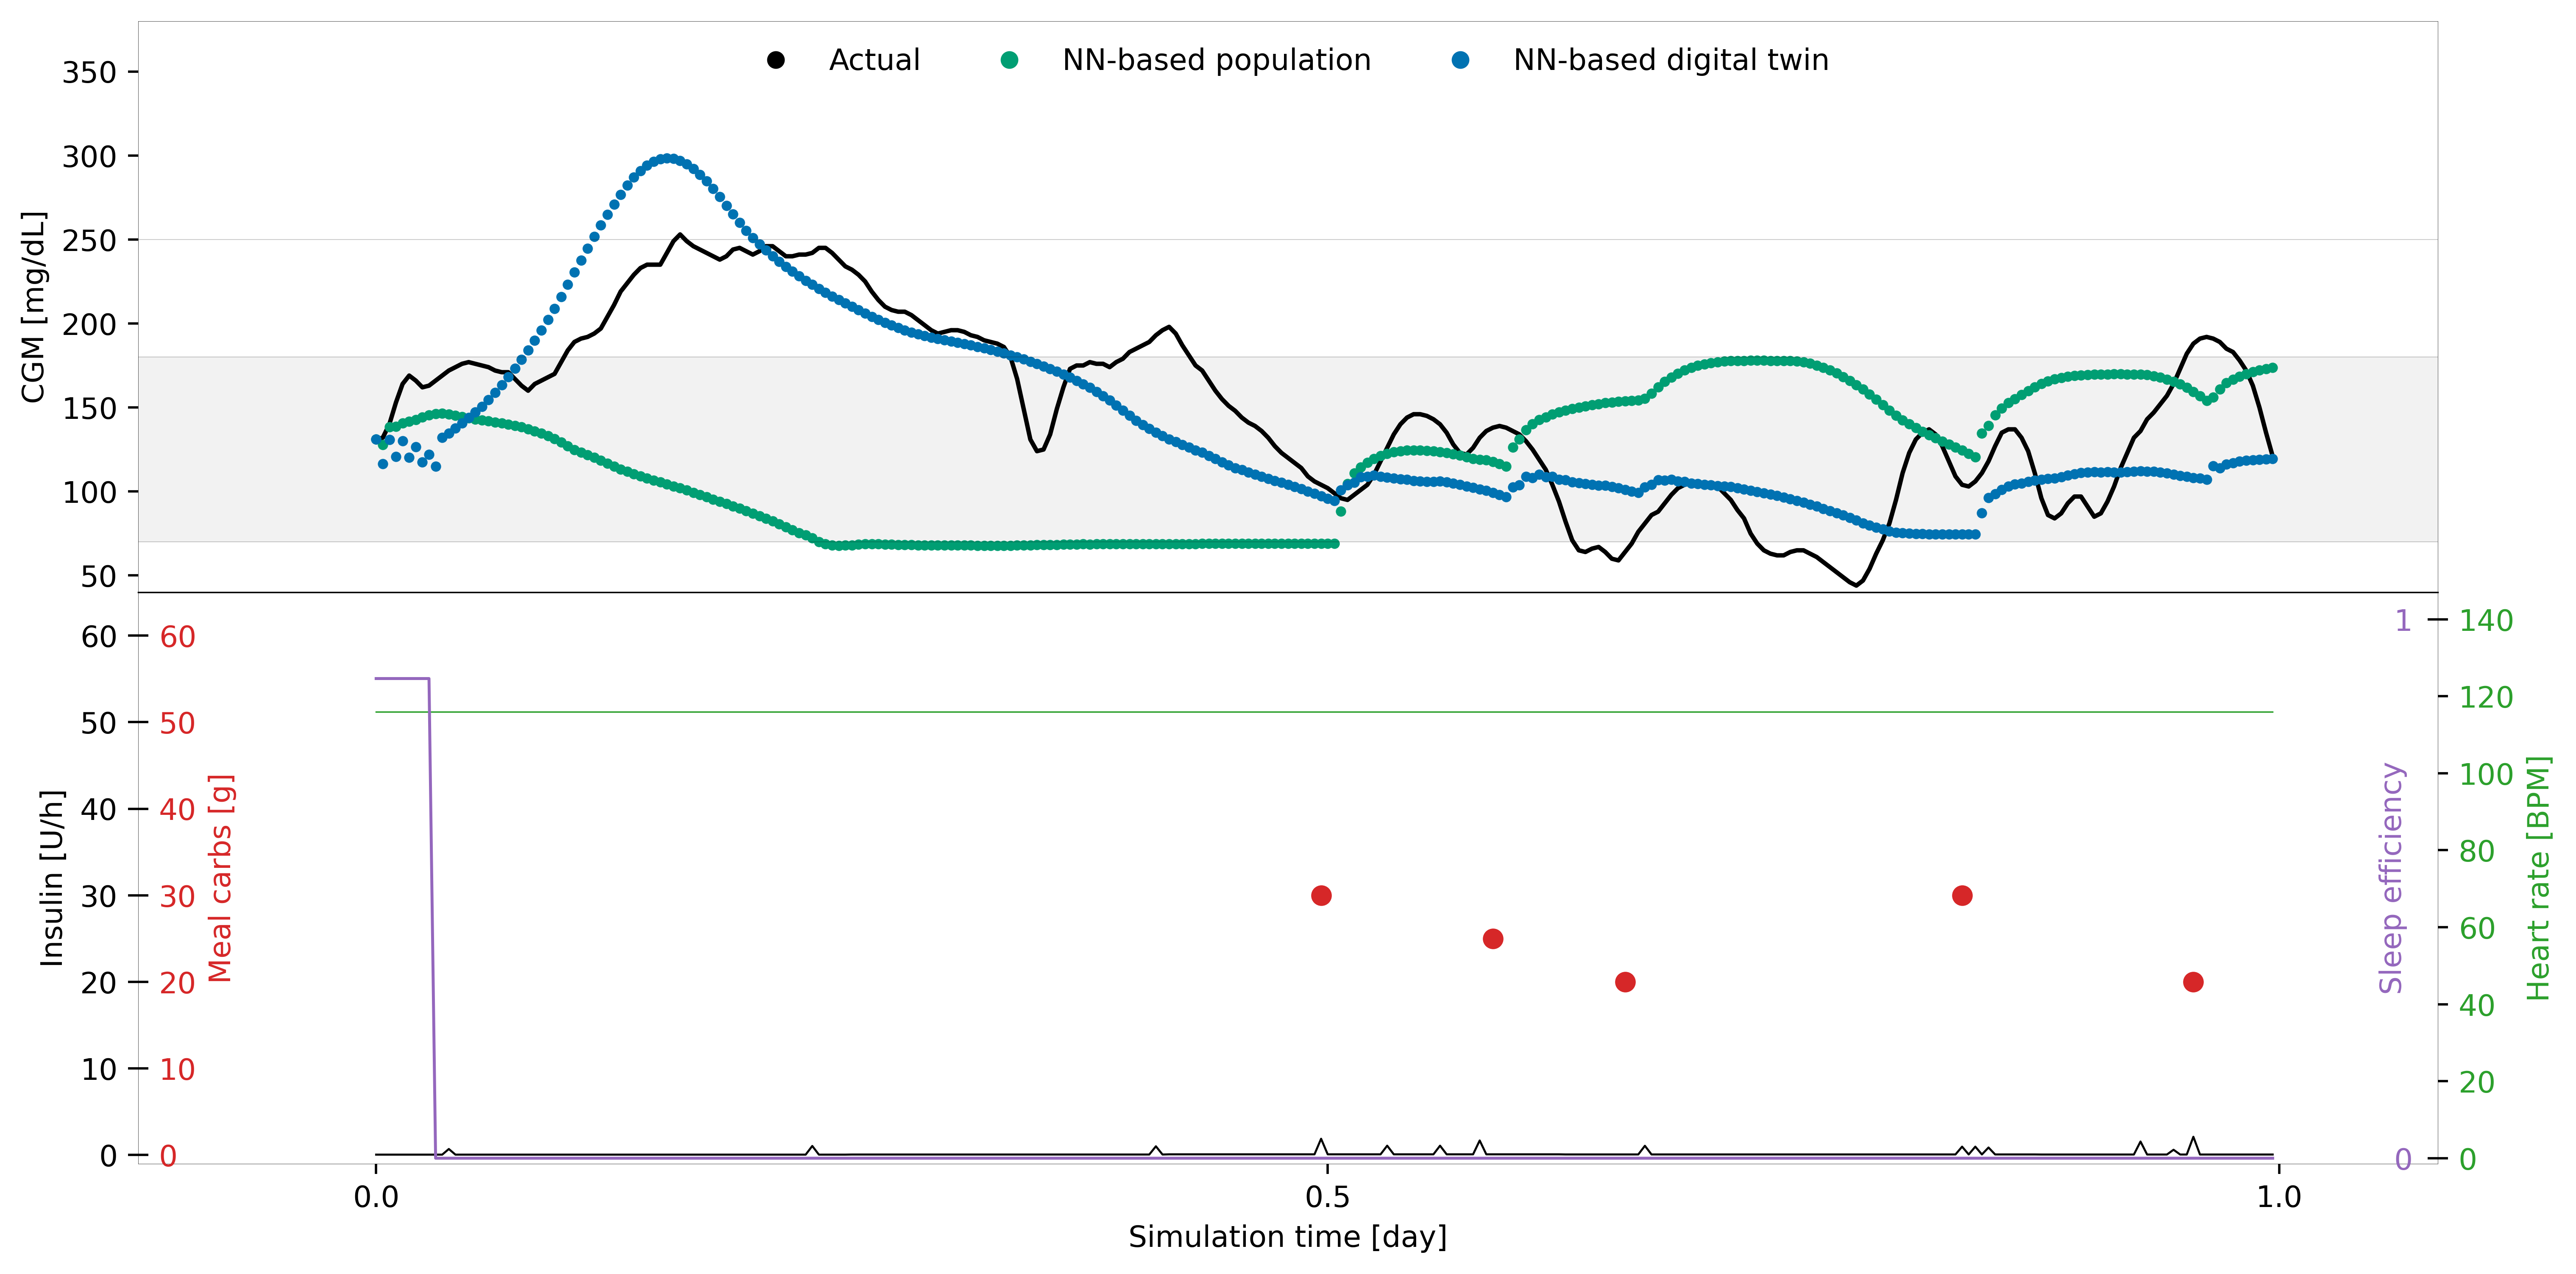 Actual NN-based population NN-based digital twin
350
300
250
200
150
100
50
CGM [mg/dL]
60 60 1 140
50 50 120
40 40 100
30 30 80
20 20 60
10 10 40
0 0 20
0 0
Insulin [U/h]
Meal carbs [g]
Sleep efficiency
Heart rate [BPM]
0.0 0.5 1.0
Simulation time [day]